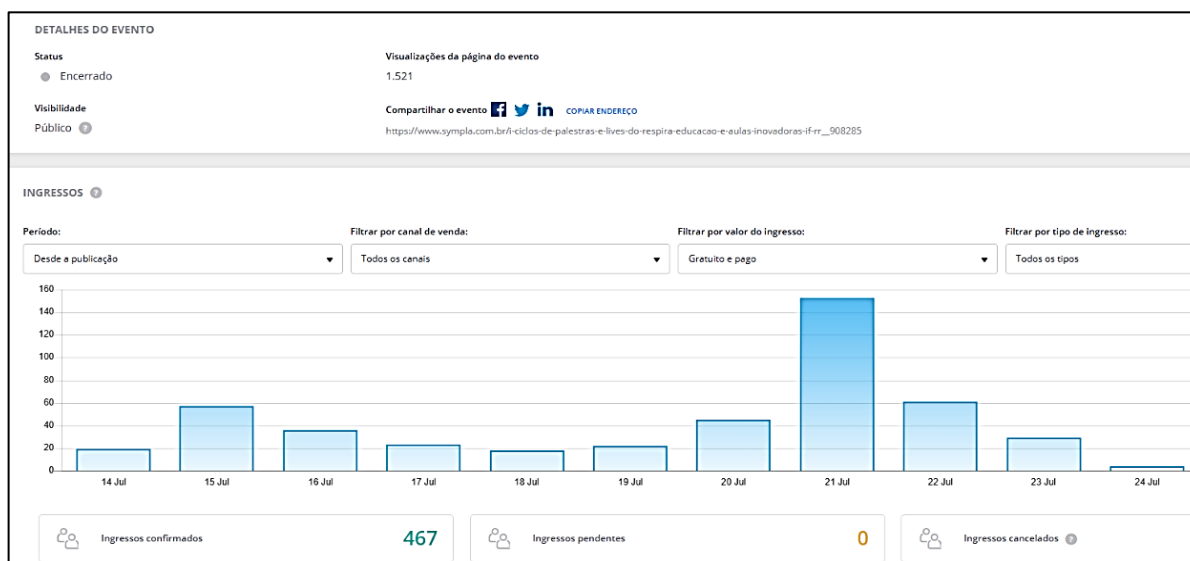 DETALHES DO EVENTO
Status
Visualizações da página do evento
Encerrado
1.521
Visibilidade
Compartilhar o evento f in COPIAR ENDEREÇO
Público ?
https://www.sympla.com.br/i-ciclos-de-palestras-e-lives-do-respira-educacao-e-aulas-inovadoras-if-rr__908285
INGRESSOS ?
Período: Filtrar por canal de venda: Filtrar por valor do ingresso: Filtrar por tipo de ingresso:
Desde a publicação Todos os canais Gratuito e pago Todos os tipos
160
140
120
100
80
60
40
20
0
14 Jul 15 Jul 16 Jul 17 Jul 18 Jul 19 Jul 20 Jul 21 Jul 22 Jul 23 Jul 24 Jul
Ingressos confirmados 467 Ingressos pendentes 0 Ingressos cancelados ?